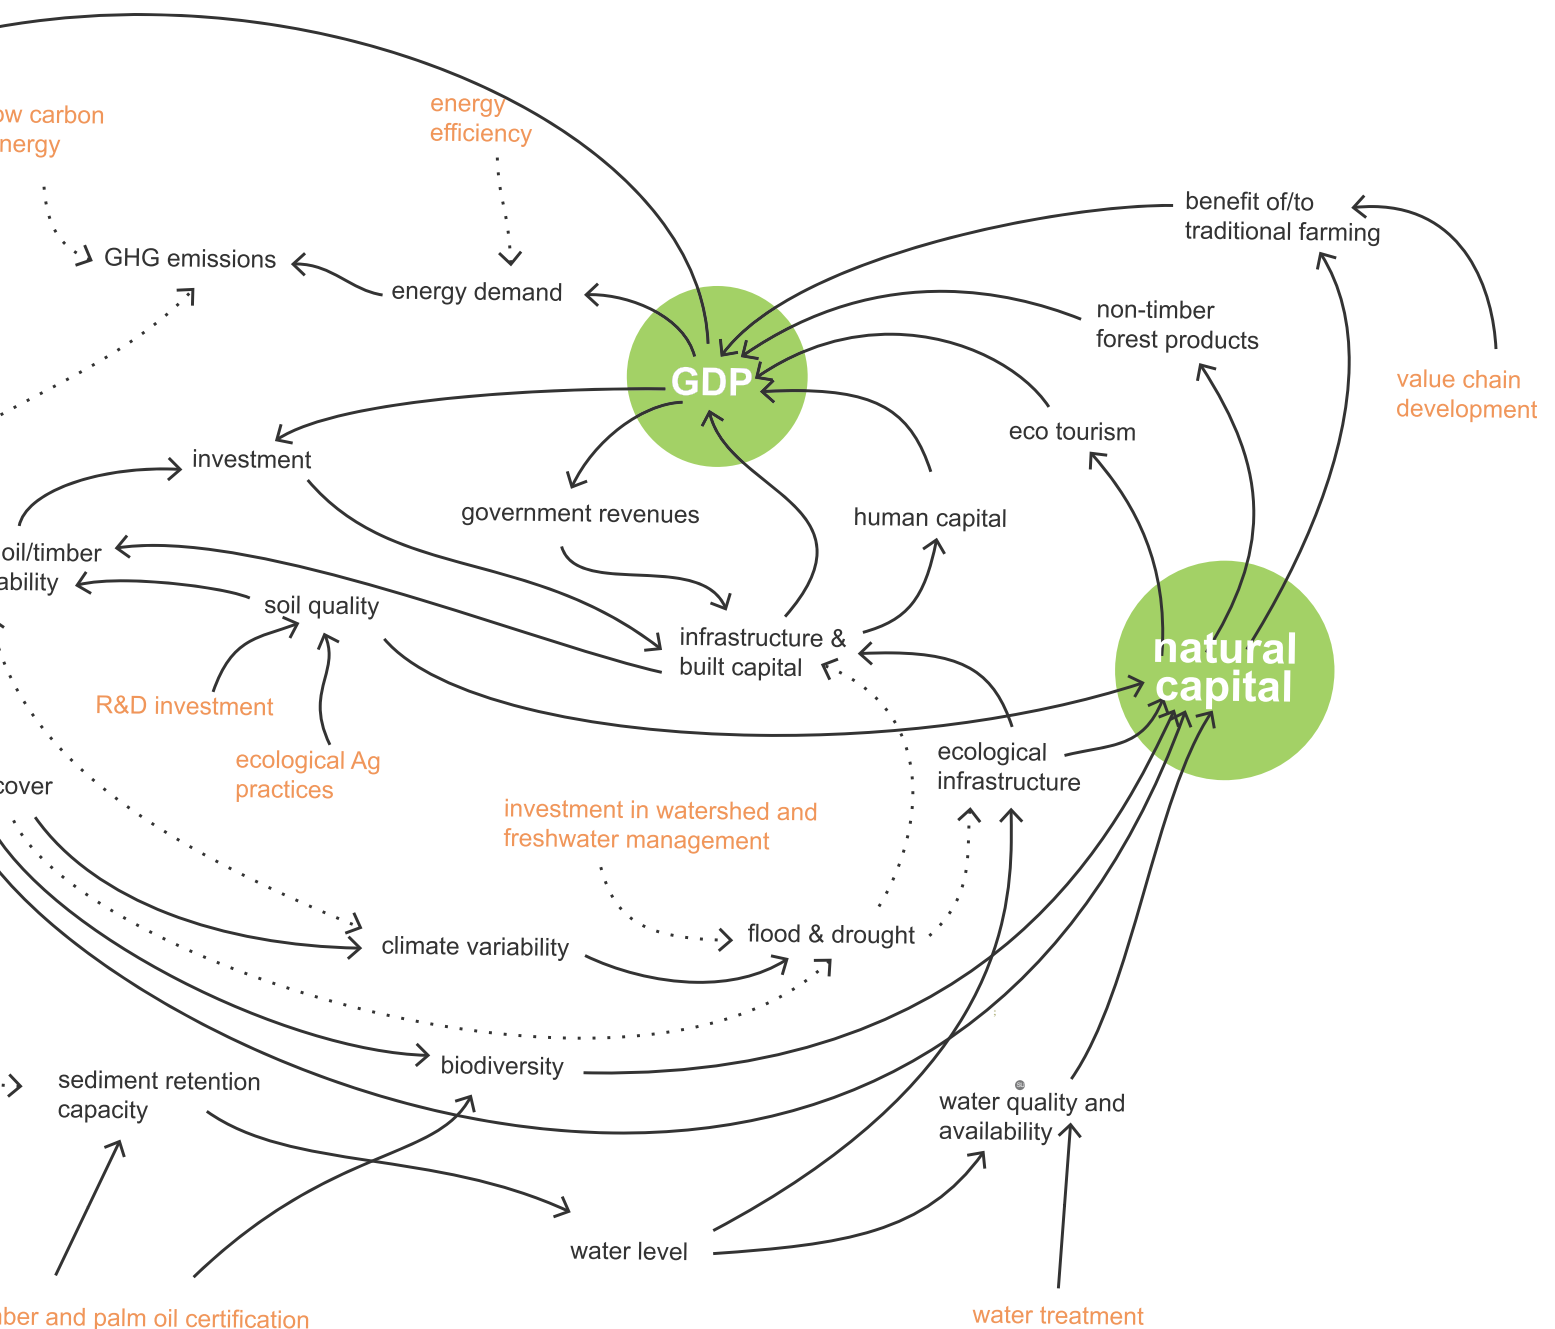 energy
efficiency
ow carbon
nergy
benefit of/to
traditional farming
GHG emissions
energy demand
non-timber
forest products
GDP
value chain
development
eco tourism
investment
government revenues
human capital
oil/timber
ability
soil quality
infrastructure &
built capital
natural
capital
R&D investment
ecological Ag
practices
ecological
infrastructure
cover
investment in watershed and
freshwater management
flood & drought
climate variability
biodiversity
sediment retention
capacity
water quality and
availability
water level
ber and palm oil certification
water treatment